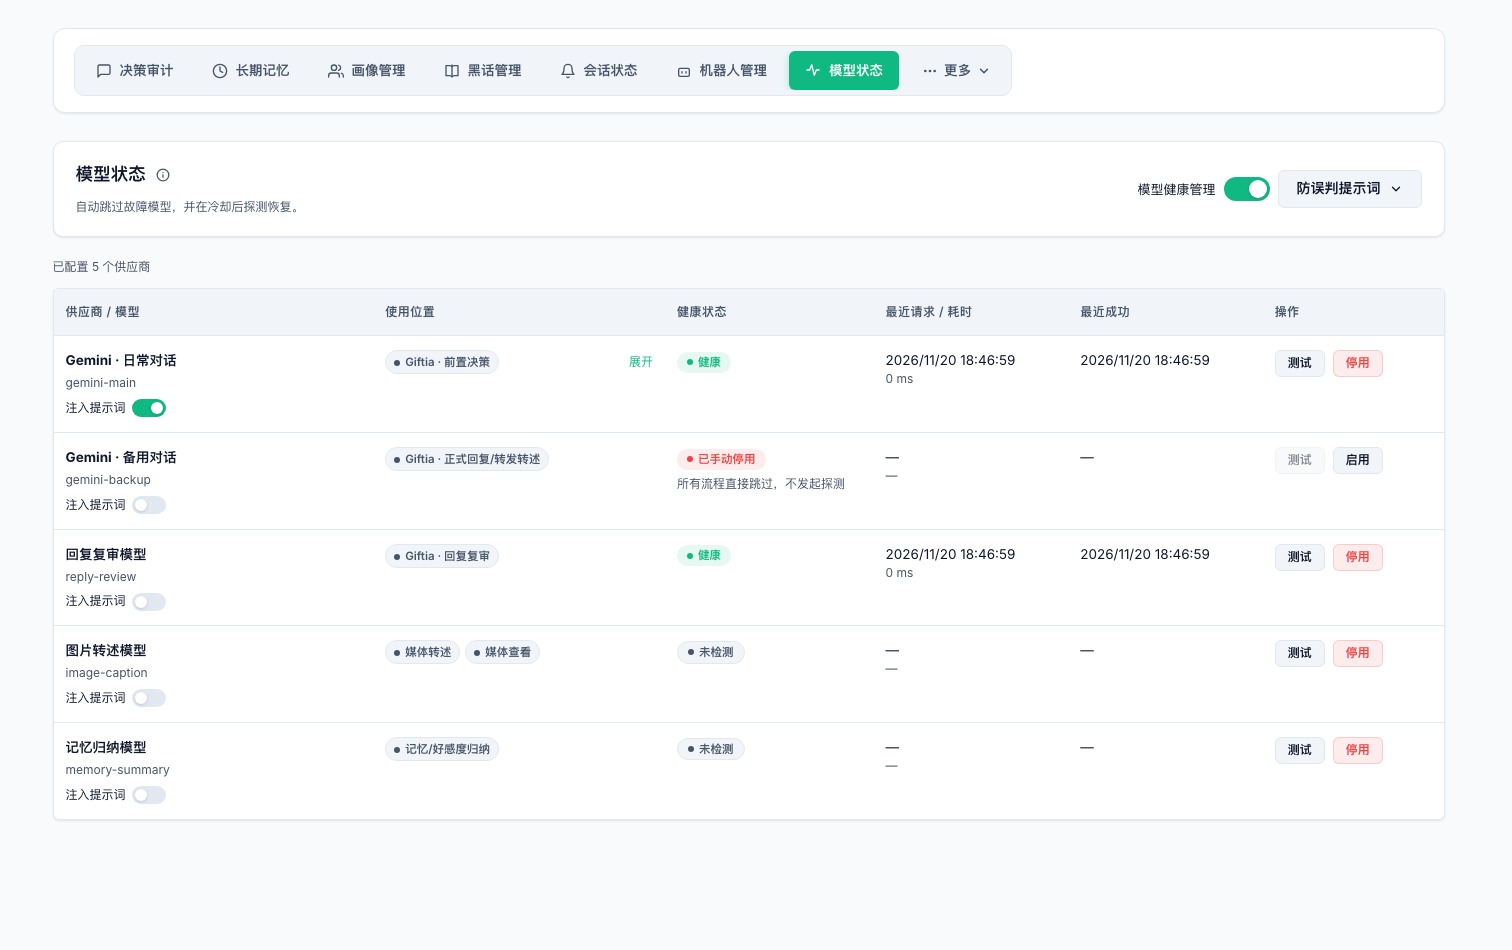 决策审计 长期记忆 画像管理 黑话管理 会话状态 机器人管理 模型状态 ··· 更多
模型状态
自动跳过故障模型，并在冷却后探测恢复。
模型健康管理 防误判提示词
已配置 5 个供应商
供应商 / 模型 使用位置 健康状态 最近请求 / 耗时 最近成功 操作
Gemini · 日常对话 Giftia · 前置决策 展开 健康 2026/11/20 18:46:59 2026/11/20 18:46:59 测试 停用
gemini-main 0 ms
注入提示词
Gemini · 备用对话 Giftia · 正式回复/转发转述 已手动停用 — — 测试 启用
gemini-backup 所有流程直接跳过，不发起探测 —
注入提示词
回复复审模型 Giftia · 回复复审 健康 2026/11/20 18:46:59 2026/11/20 18:46:59 测试 停用
reply-review 0 ms
注入提示词
图片转述模型 媒体转述 媒体查看 未检测 — — 测试 停用
image-caption —
注入提示词
记忆归纳模型 记忆/好感度归纳 未检测 — — 测试 停用
memory-summary —
注入提示词